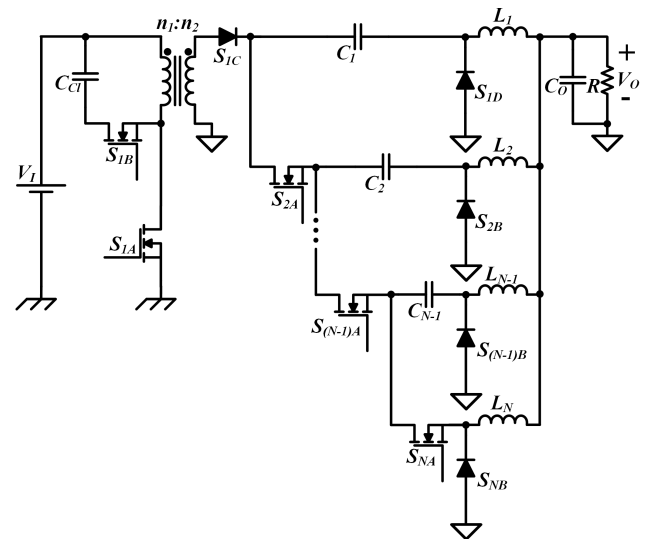 n1:n2
L1
S1C
C1
CC1
S1D
CO
R
+
VO
-
S1B
L2
VI
S2A
C2
S2B
S1A
LN-1
CN-1
S(N-1)A
S(N-1)B
LN
SNA
SNB